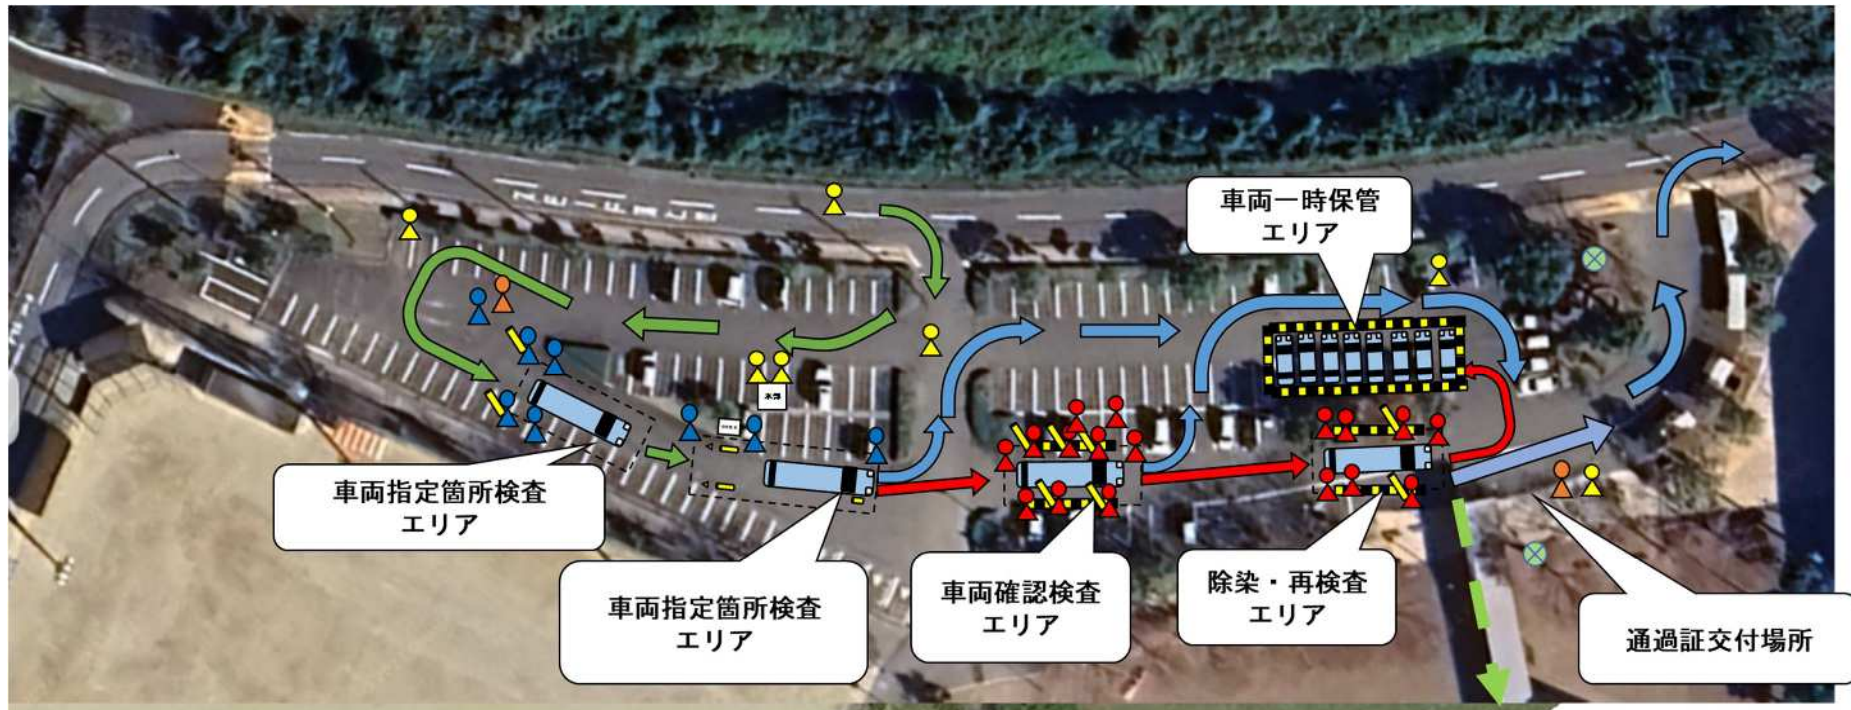 車両一時保管
エリア
車両指定箇所検査
エリア
車両指定箇所検査
エリア
車両確認検査
エリア
除染・再検査
エリア
通過証交付場所